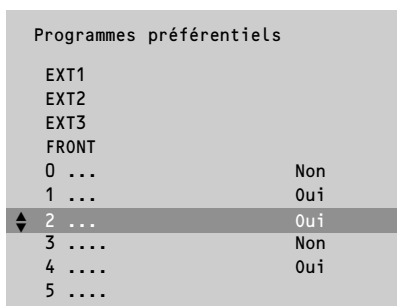 Programmes préférentiels
EXT1
EXT2
EXT3
FRONT
0 ... Non
1 ... Oui
2 ... Oui
3 .... Non
4 .... Oui
5 ....